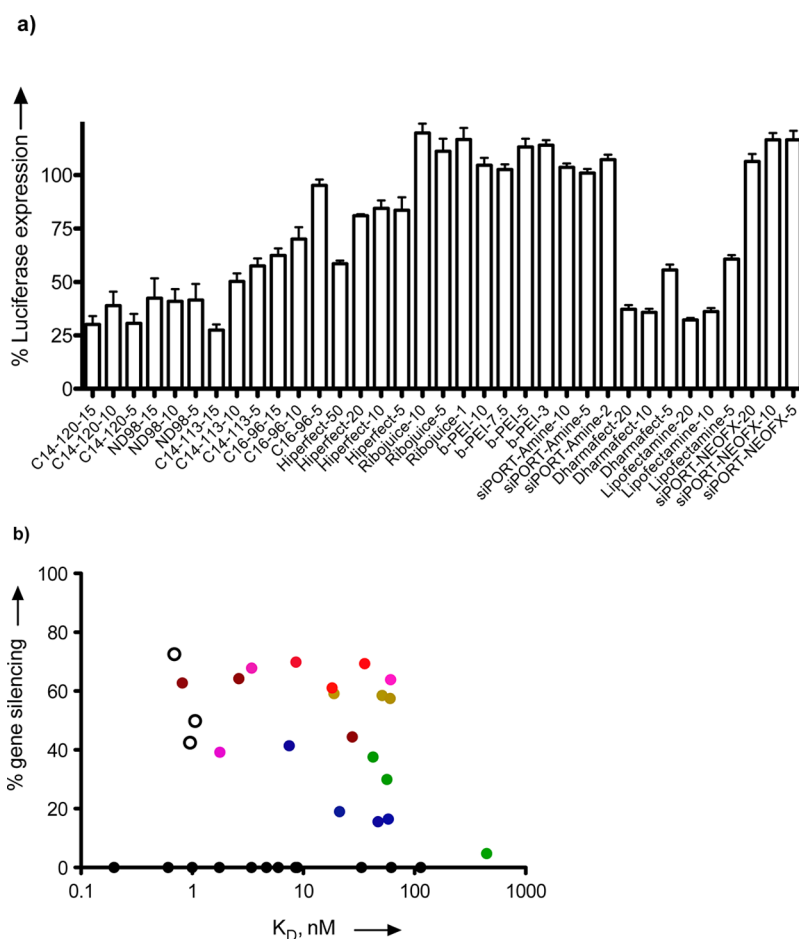 a)
% Luciferase expression
100
75
50
25
0
C14-120-15
C14-120-10
C14-120-5
ND98-15
ND98-10
ND98-5
C14-113-15
C14-113-10
C14-113-5
C16-96-15
C16-96-10
C16-96-5
Hiperfect-50
Hiperfect-20
Hiperfect-10
Hiperfect-5
Ribojuice-10
Ribojuice-5
Ribojuice-1
b-PEI-10
b-PEI-7.5
b-PEI-5
b-PEI-3
siPORT-Amine-10
siPORT-Amine-5
siPORT-Amine-2
Dharmafect-20
Dharmafect-10
Dharmafect-5
Lipofectamine-20
Lipofectamine-10
Lipofectamine-5
siPORT-NEOFX-20
siPORT-NEOFX-10
siPORT-NEOFX-5
b)
% gene silencing
100
80
60
40
20
0
0.1 1 10 100 1000
K_D, nM